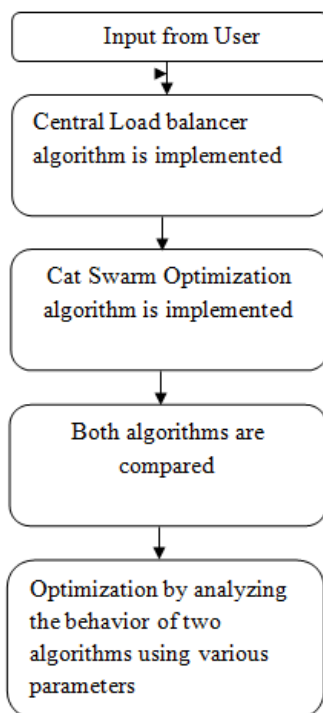 Input from User
Central Load balancer
algorithm is implemented
Cat Swarm Optimization
algorithm is implemented
Both algorithms are
compared
Optimization by analyzing
the behavior of two
algorithms using various
parameters